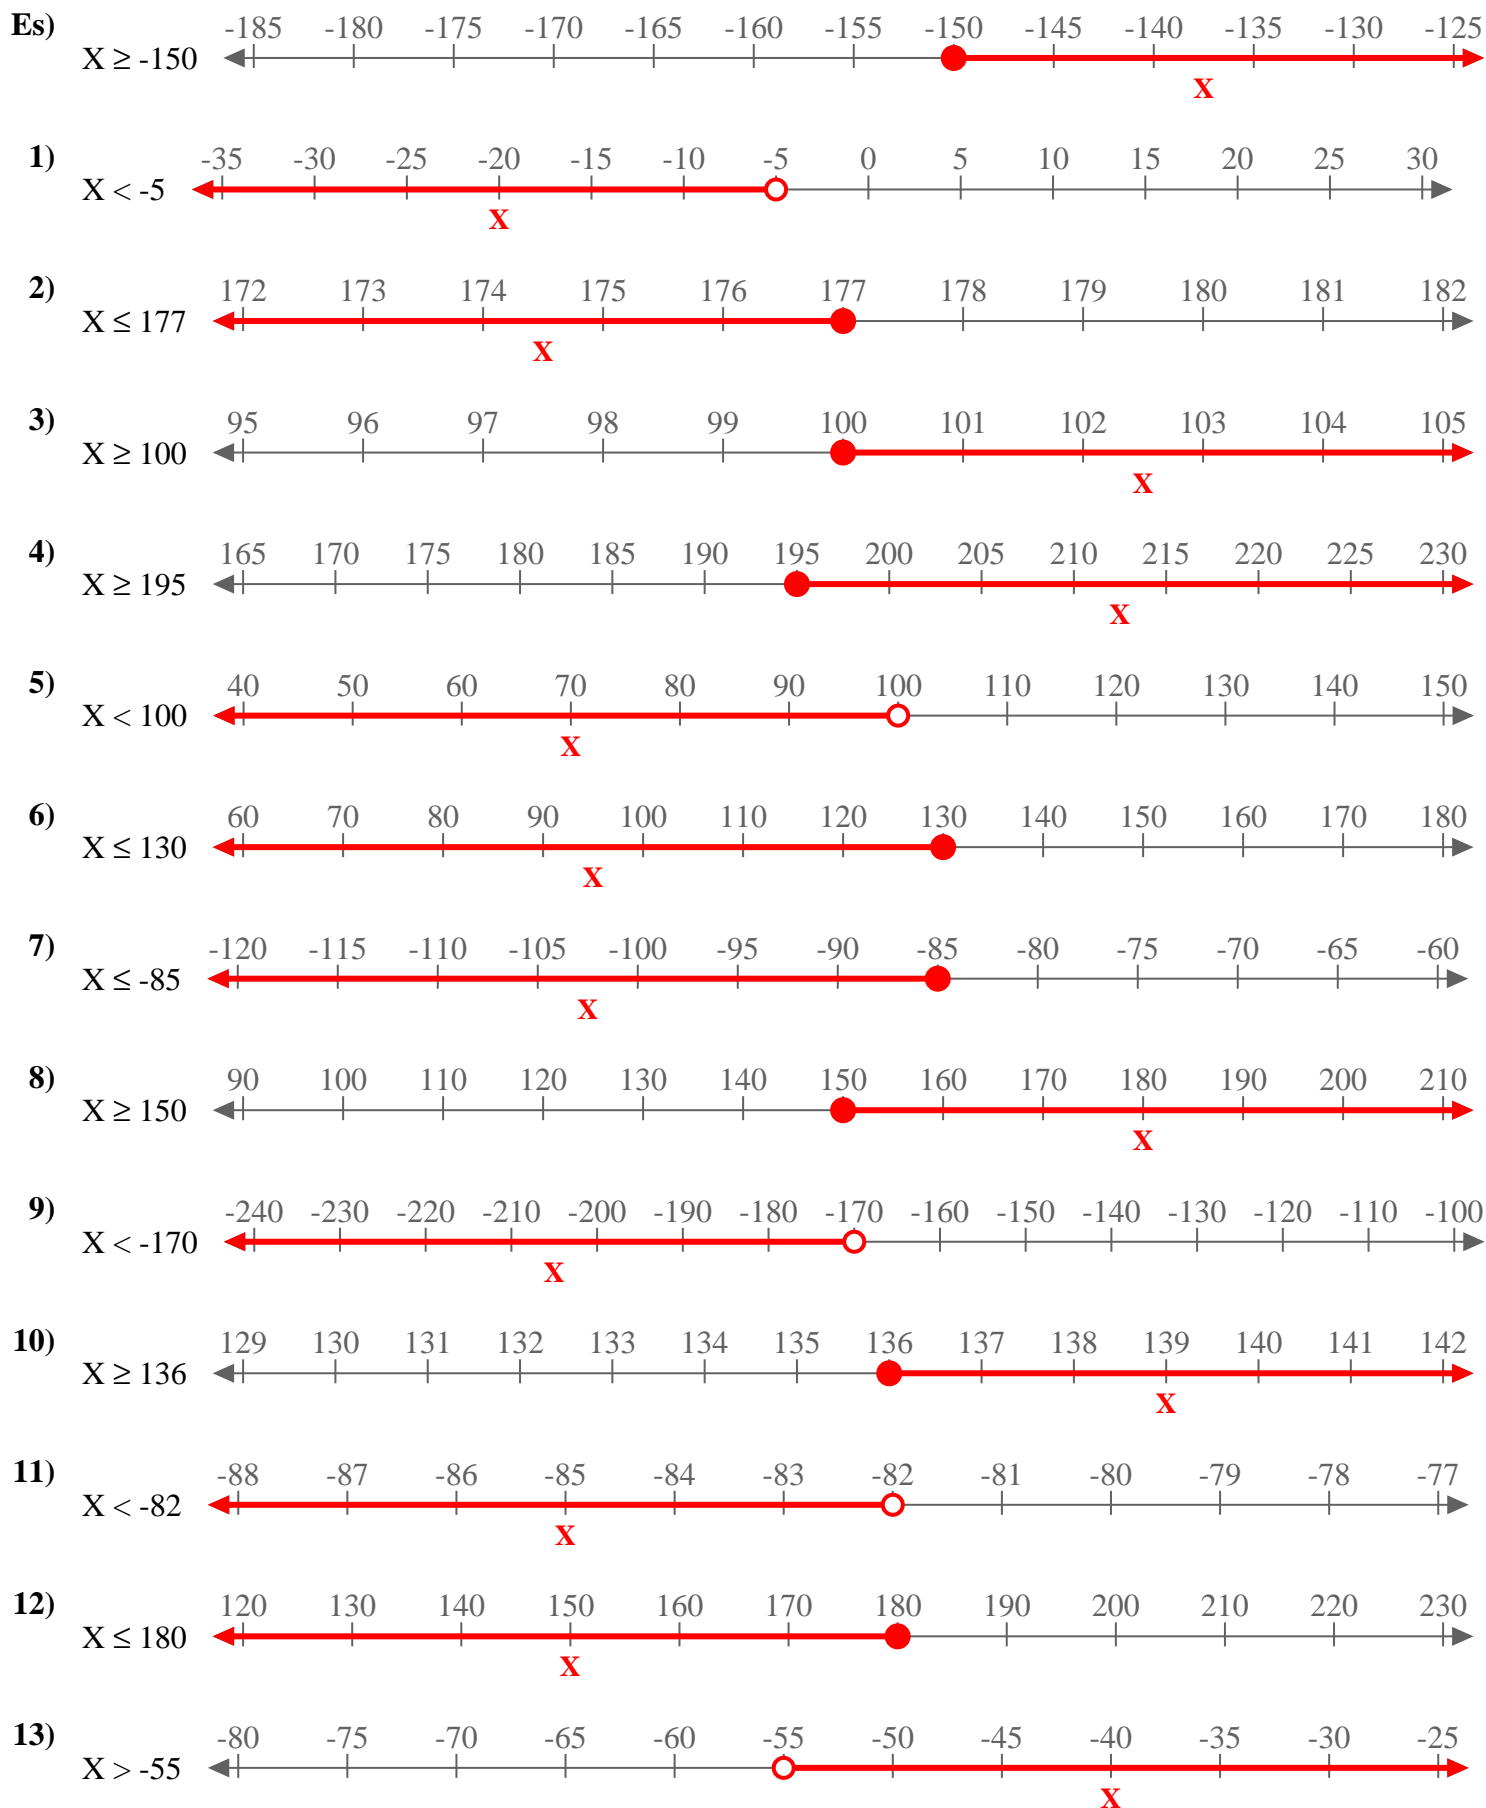 Es) -185 -180 -175 -170 -165 -160 -155 -150 -145 -140 -135 -130 -125
X ≥ -150
X
1) -35 -30 -25 -20 -15 -10 -5 0 5 10 15 20 25 30
X < -5
X
2) 172 173 174 175 176 177 178 179 180 181 182
X ≤ 177
X
3) 95 96 97 98 99 100 101 102 103 104 105
X ≥ 100
X
4) 165 170 175 180 185 190 195 200 205 210 215 220 225 230
X ≥ 195
X
5) 40 50 60 70 80 90 100 110 120 130 140 150
X < 100
X
6) 60 70 80 90 100 110 120 130 140 150 160 170 180
X ≤ 130
X
7) -120 -115 -110 -105 -100 -95 -90 -85 -80 -75 -70 -65 -60
X ≤ -85
X
8) 90 100 110 120 130 140 150 160 170 180 190 200 210
X ≥ 150
X
9) -240 -230 -220 -210 -200 -190 -180 -170 -160 -150 -140 -130 -120 -110 -100
X < -170
X
10) 129 130 131 132 133 134 135 136 137 138 139 140 141 142
X ≥ 136
X
11) -88 -87 -86 -85 -84 -83 -82 -81 -80 -79 -78 -77
X < -82
X
12) 120 130 140 150 160 170 180 190 200 210 220 230
X ≤ 180
X
13) -80 -75 -70 -65 -60 -55 -50 -45 -40 -35 -30 -25
X > -55
X